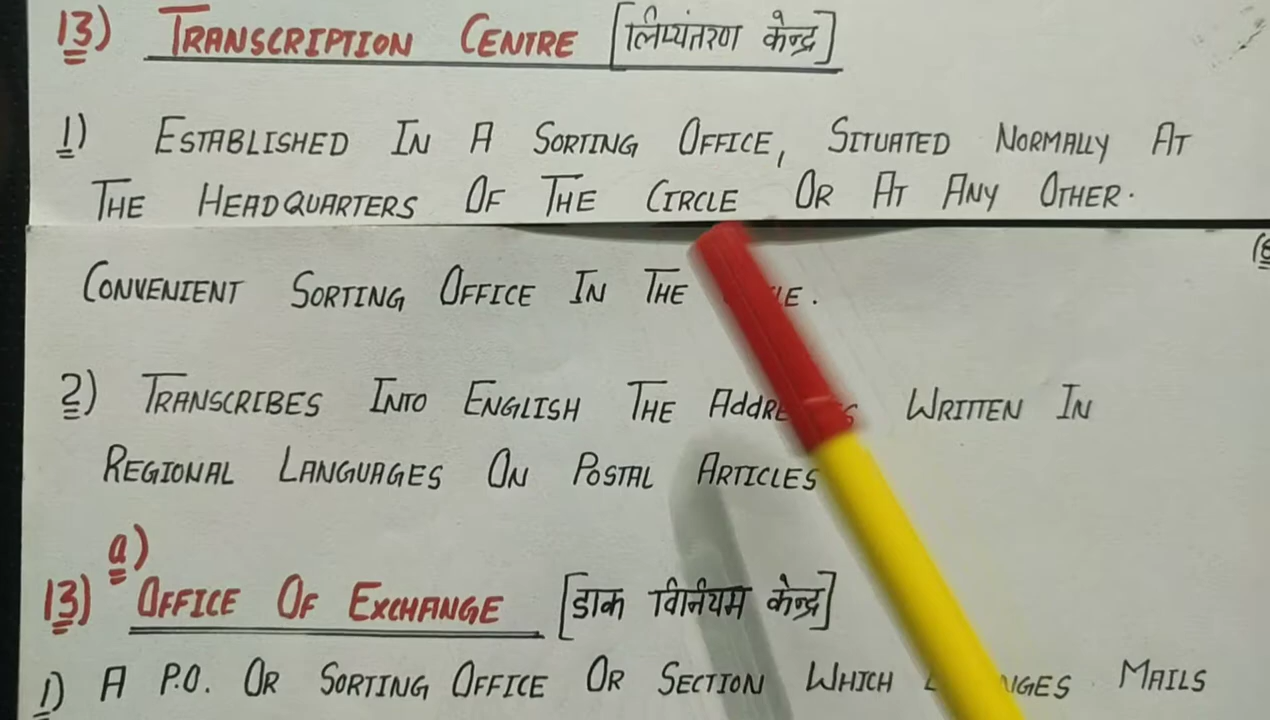 13) TRANSCRIPTION CENTRE [लिप्यंतरण केन्द्र]
1) ESTABLISHED IN A SORTING OFFICE, SITUATED NORMALLY AT
THE HEADQUARTERS OF THE CIRCLE OR AT ANY OTHER.
CONVENIENT SORTING OFFICE IN THE
2) TRANSCRIBES INTO ENGLISH THE WRITTEN IN
REGIONAL LANGUAGES ON POSTAL ARTICLES
a)
13) OFFICE OF EXCHANGE [डाक विनियम केन्द्र]
1) A P.O. OR SORTING OFFICE OR SECTION WHICH MAILS